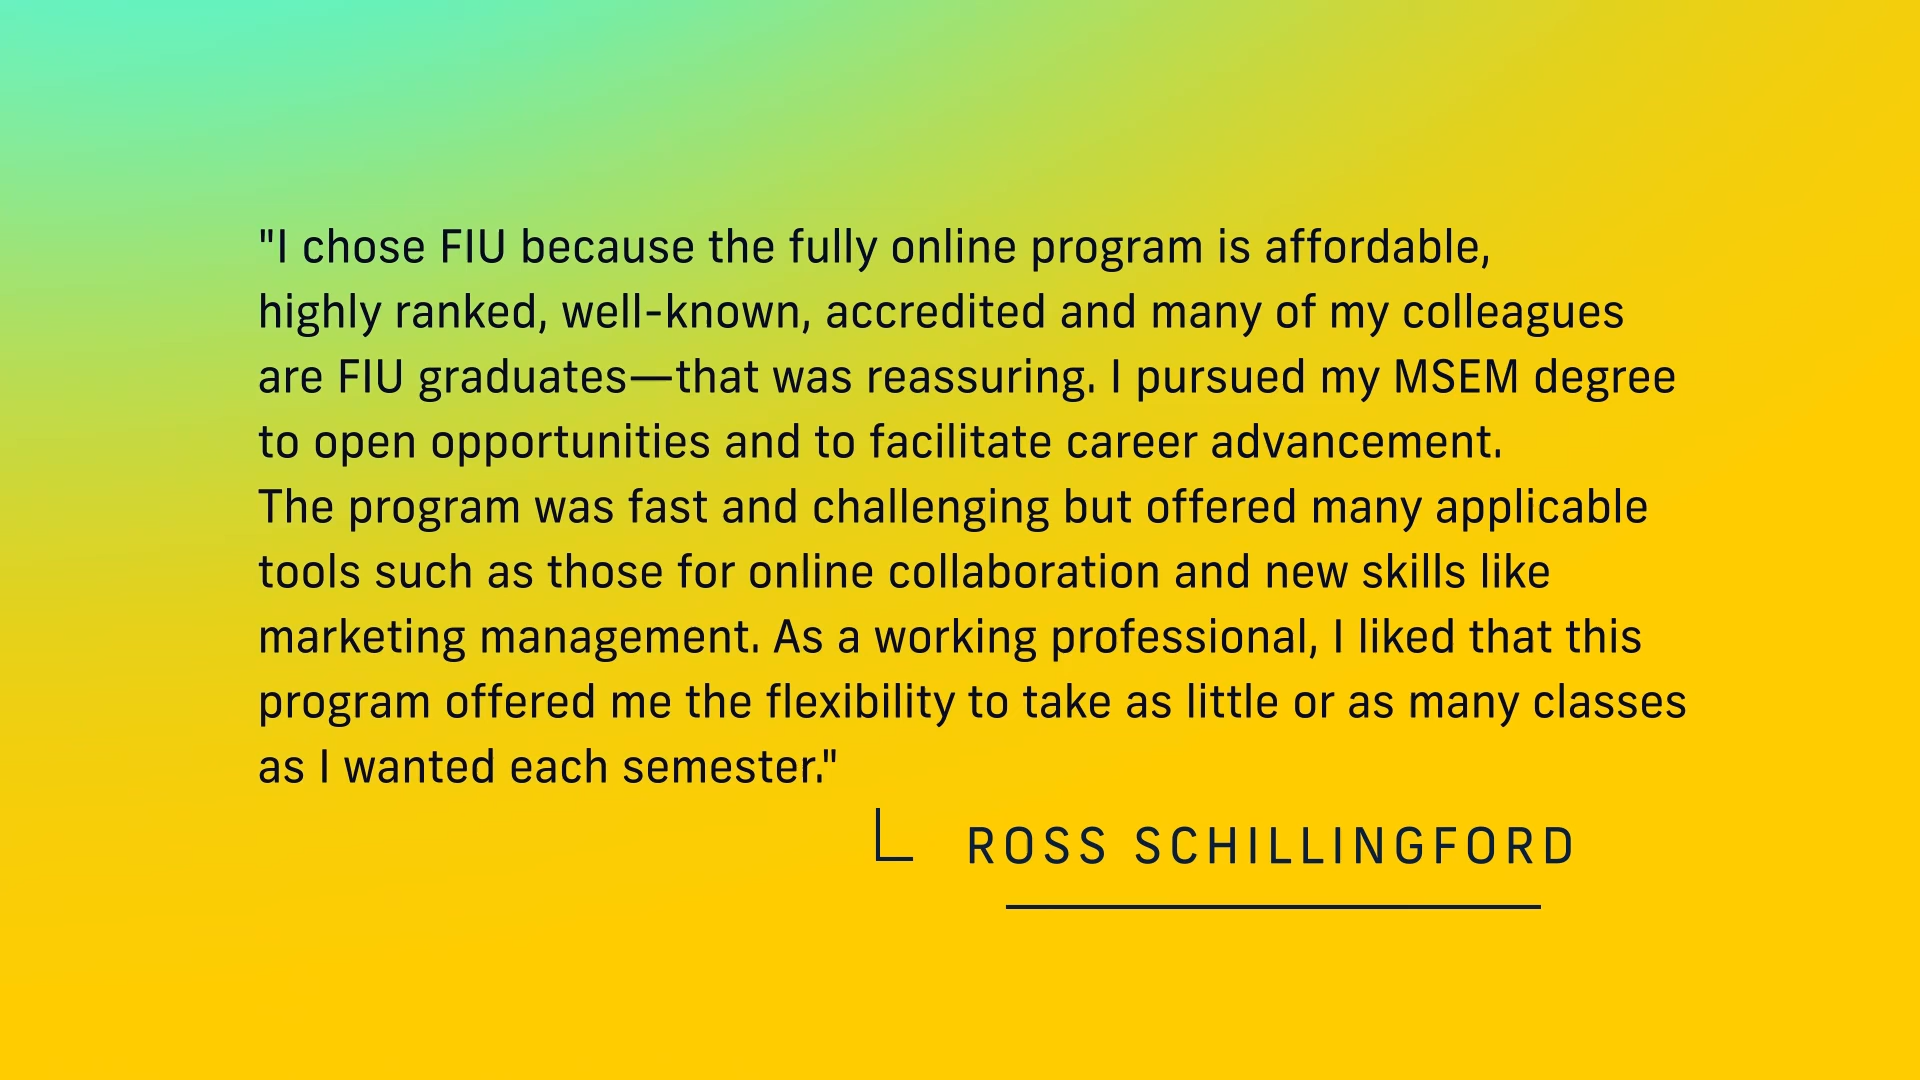 "I chose FIU because the fully online program is affordable,
highly ranked, well-known, accredited and many of my colleagues
are FIU graduates—that was reassuring. I pursued my MSEM degree
to open opportunities and to facilitate career advancement.
The program was fast and challenging but offered many applicable
tools such as those for online collaboration and new skills like
marketing management. As a working professional, I liked that this
program offered me the flexibility to take as little or as many classes
as I wanted each semester."
ROSS SCHILLINGFORD